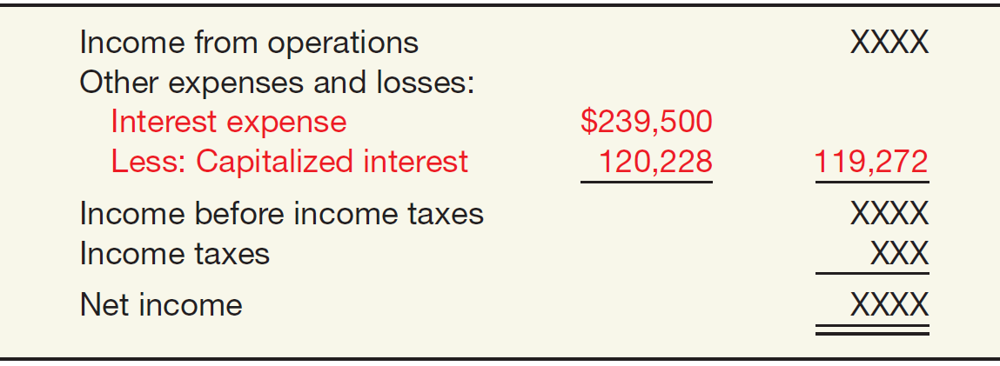 Income from operations XXXX
Other expenses and losses:
Interest expense $239,500
Less: Capitalized interest 120,228 119,272
Income before income taxes XXXX
Income taxes XXX
Net income XXXX